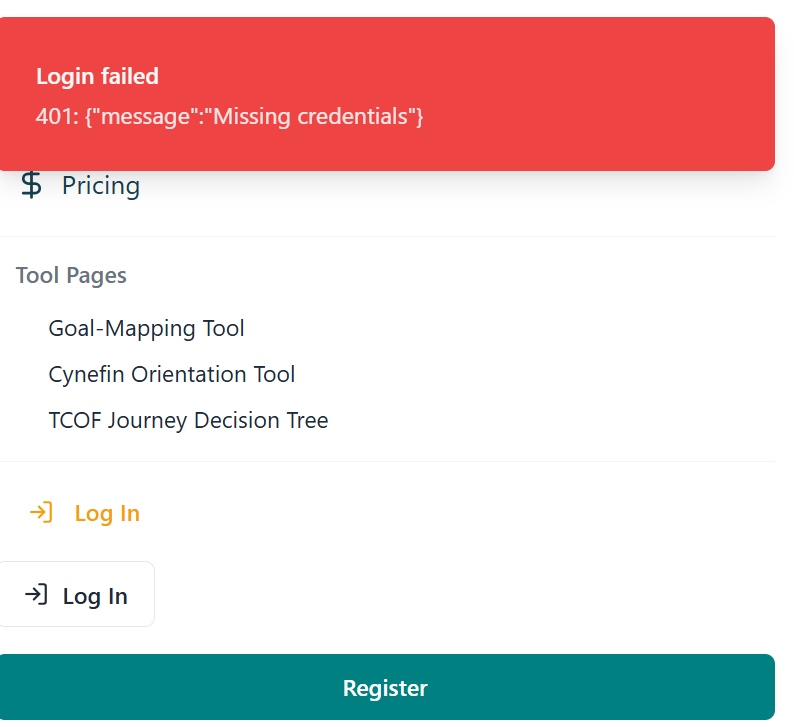 Login failed
401: {"message":"Missing credentials"}
$ Pricing
Tool Pages
Goal-Mapping Tool
Cynefin Orientation Tool
TCOF Journey Decision Tree
Log In
Log In
Register